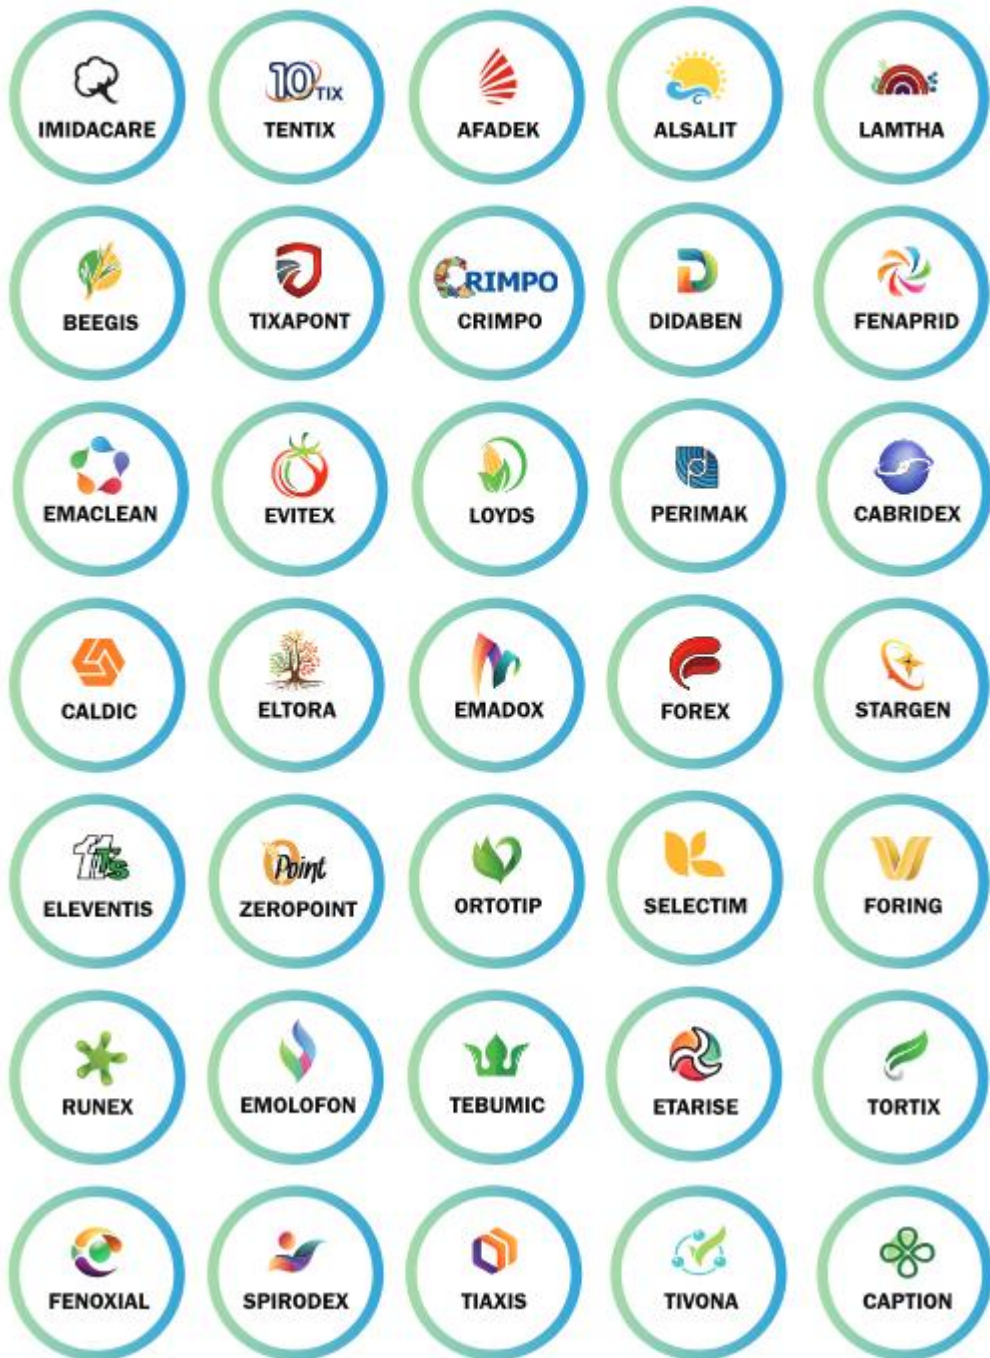 IMIDACARE
10 TIX
TENTIX
AFADEK
ALSALIT
LAMTHA
BEEGIS
TIXAPONT
CRIMPO
CRIMPO
DIDABEN
FENAPRID
EMACLEAN
EVITEX
LOYDS
PERIMAK
CABRIDEX
CALDIC
ELTORA
EMADOX
FOREX
STARGEN
11TiS
ELEVENTIS
0Point
ZEROPOINT
ORTOTIP
SELECTIM
FORING
RUNEX
EMOLOFON
TEBUMIC
ETARISE
TORTIX
FENOXIAL
SPIRODEX
TIAXIS
TIVONA
CAPTION